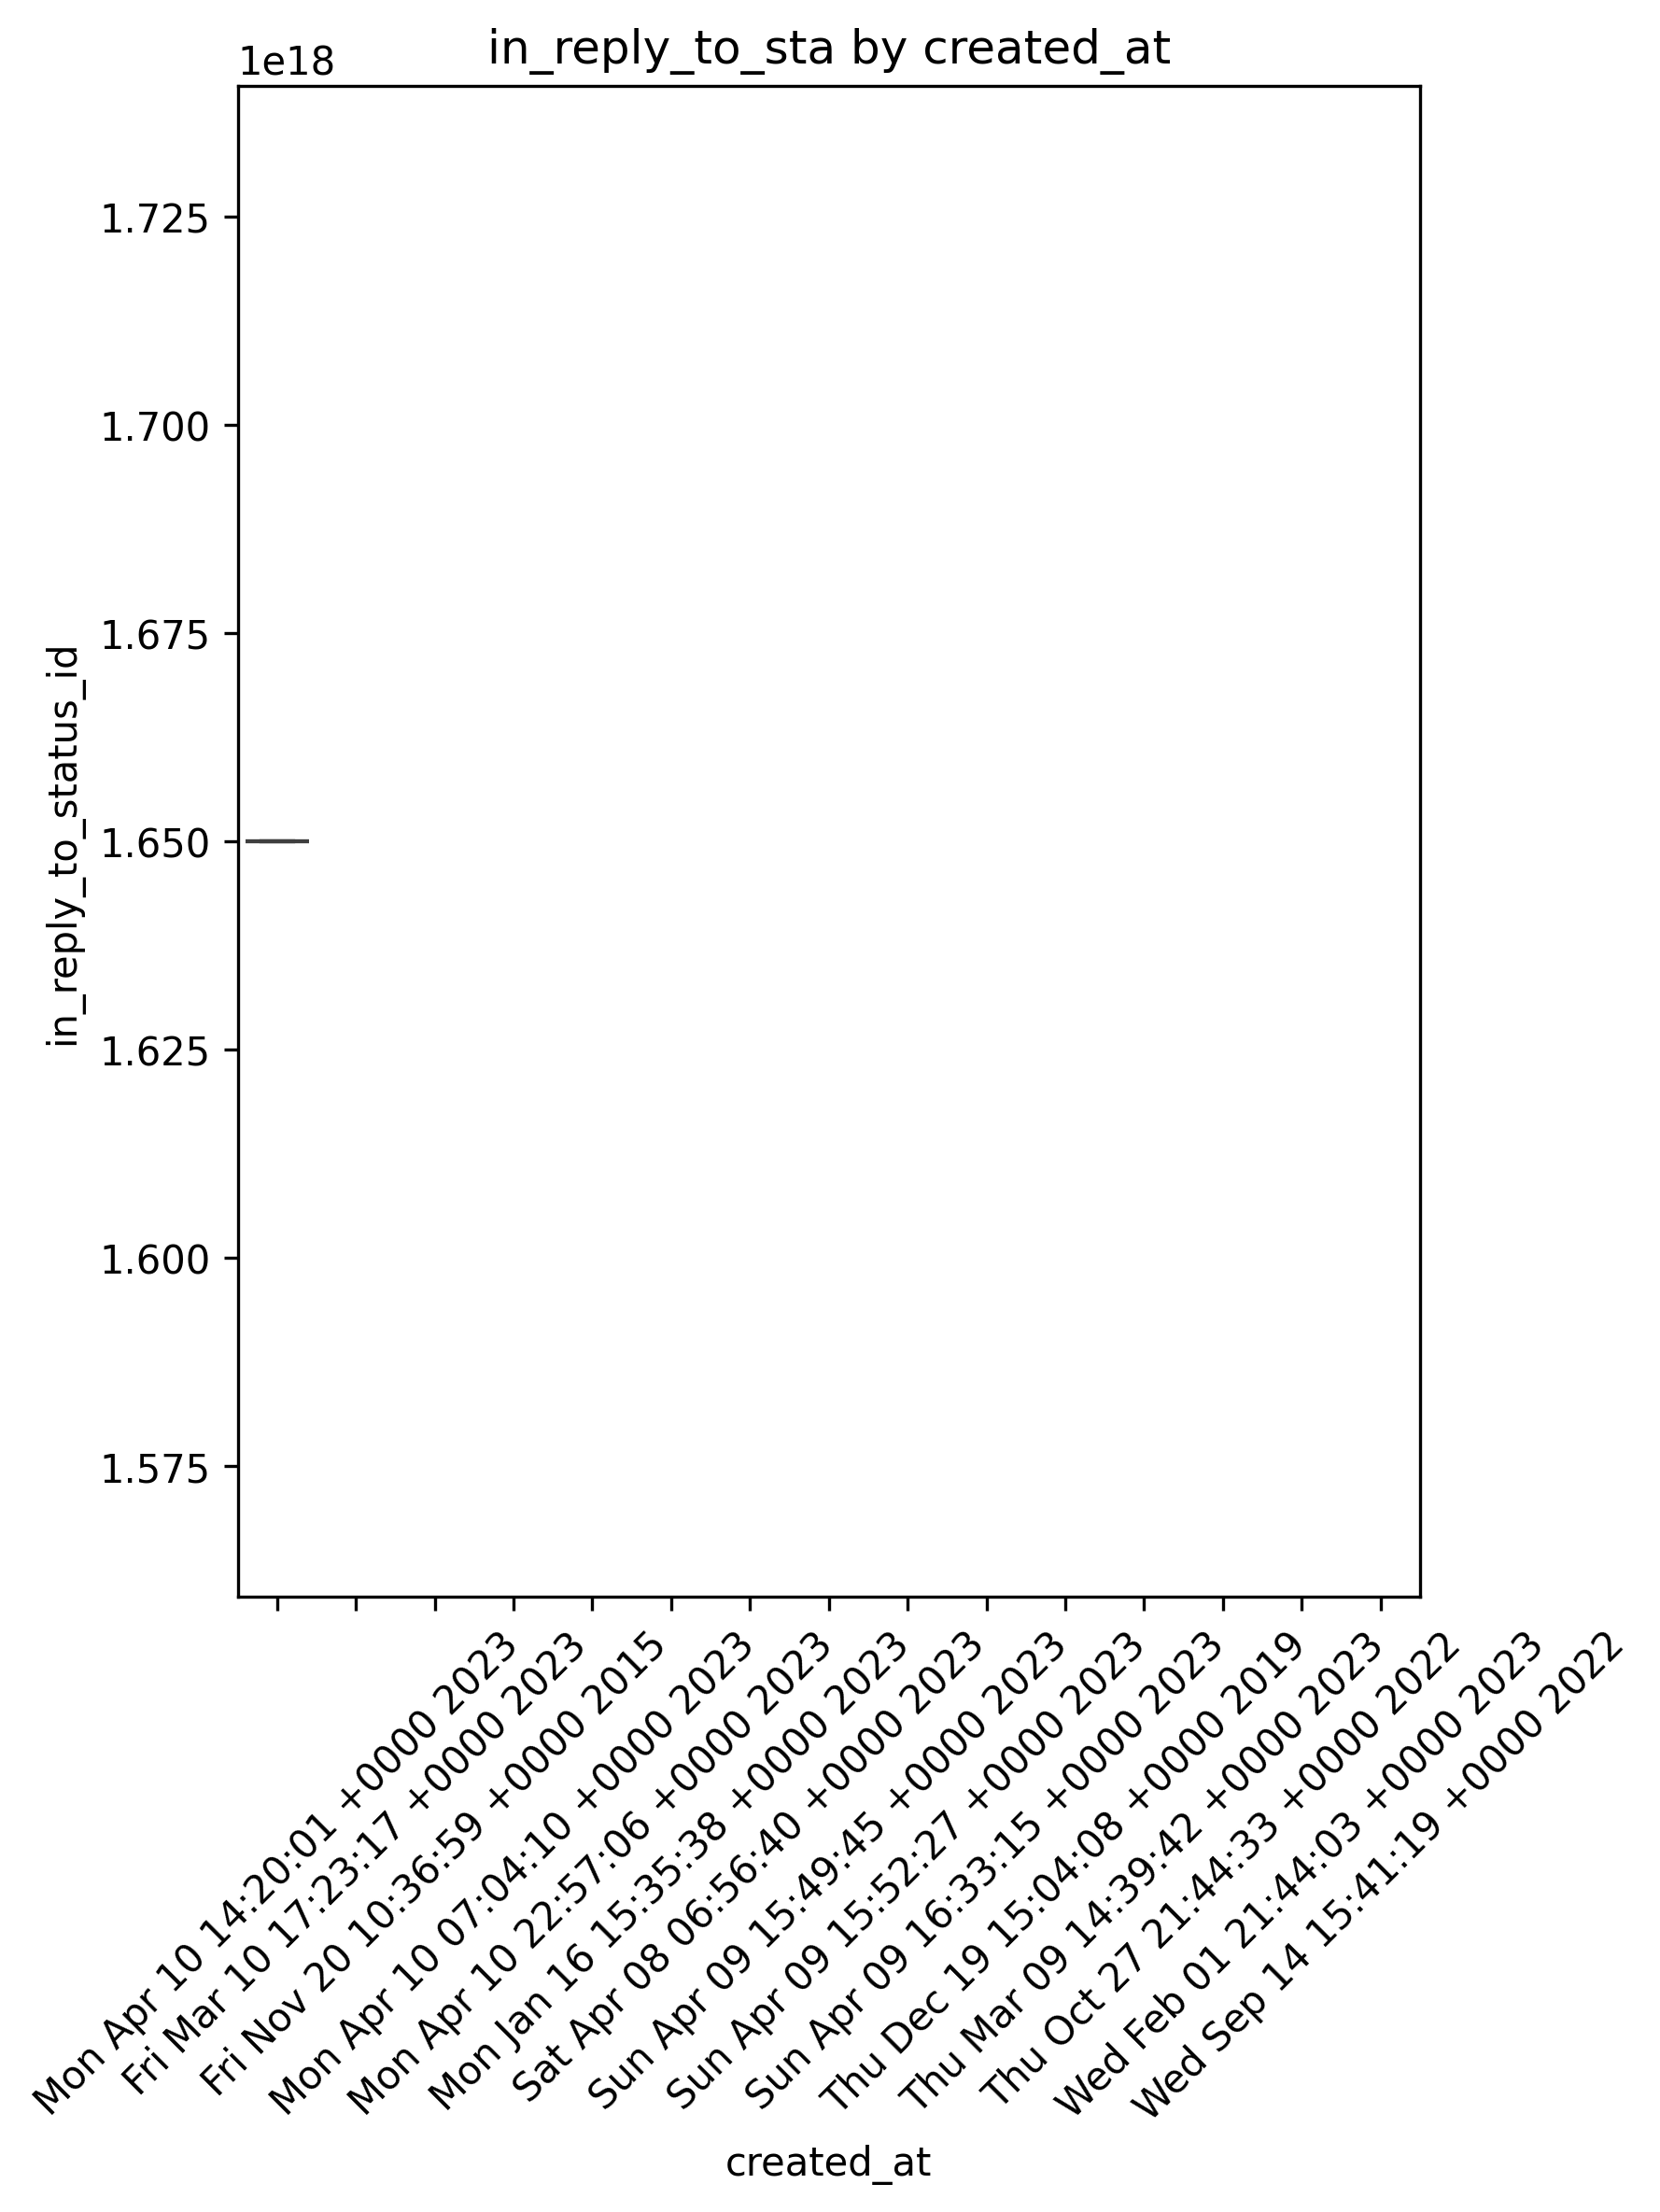 in_reply_to_sta by created_at
1e18
1.725
1.700
1.675
1.650
1.625
1.600
1.575
in_reply_to_status_id
Mon Apr 10 14:20:01 +0000 2023
Fri Mar 10 17:23:17 +0000 2023
Fri Nov 20 10:36:59 +0000 2015
Mon Apr 10 07:04:10 +0000 2023
Mon Apr 10 22:57:06 +0000 2023
Mon Jan 16 15:35:38 +0000 2023
Sat Apr 08 06:56:40 +0000 2023
Sun Apr 09 15:49:45 +0000 2023
Sun Apr 09 15:52:27 +0000 2023
Sun Apr 09 16:33:15 +0000 2023
Thu Dec 19 15:04:08 +0000 2019
Thu Mar 09 14:39:42 +0000 2023
Thu Oct 27 21:44:33 +0000 2022
Wed Feb 01 21:44:03 +0000 2023
Wed Sep 14 15:41:19 +0000 2022
created_at